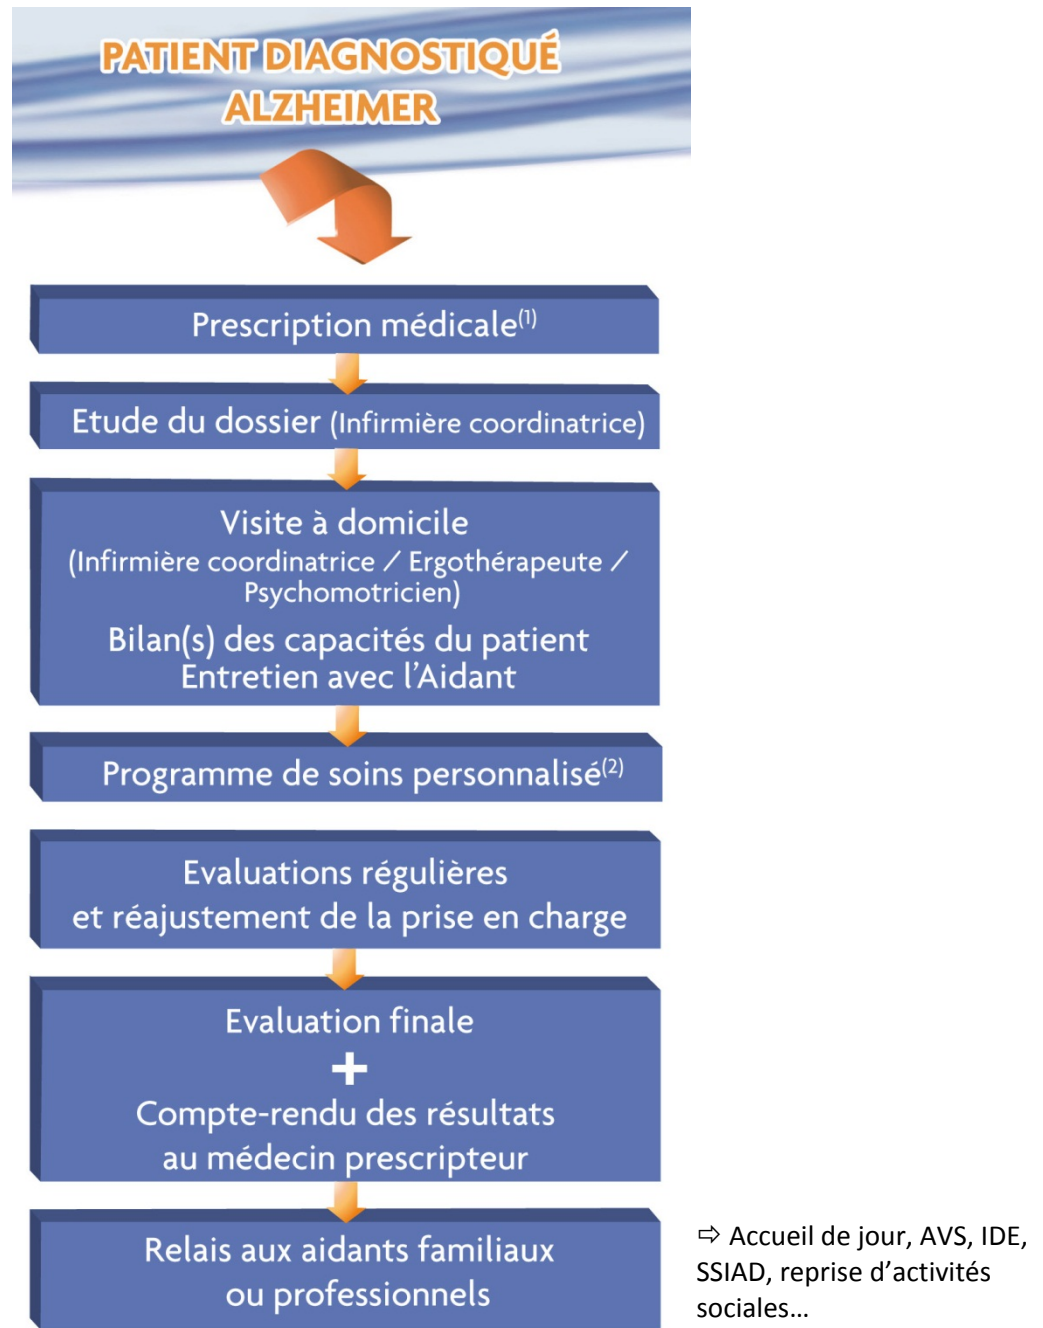 PATIENT DIAGNOSTIQUÉ
ALZHEIMER
Prescription médicale(1)
Etude du dossier (Infirmière coordinatrice)
Visite à domicile
(Infirmière coordinatrice / Ergothérapeute /
Psychomotricien)
Bilan(s) des capacités du patient
Entretien avec l'Aidant
Programme de soins personnalisé(2)
Evaluations régulières
et réajustement de la prise en charge
Evaluation finale
+
Compte-rendu des résultats
au médecin prescripteur
Relais aux aidants familiaux
ou professionnels
⇨ Accueil de jour, AVS, IDE,
SSIAD, reprise d'activités
sociales…